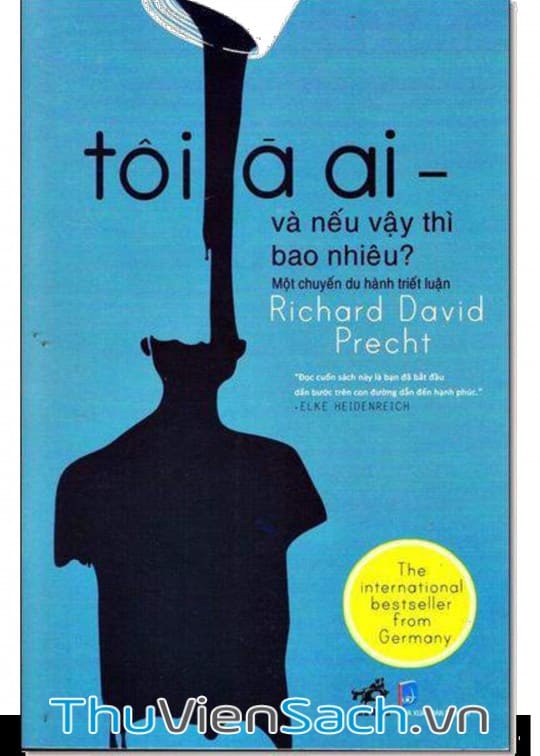 tôi là ai –
và nếu vậy thì
bao nhiêu?
Một chuyến du hành triết luận
Richard David
Precht
"Đọc cuốn sách này là bạn đã bắt đầu
dấn bước trên con đường dẫn đến hạnh phúc."
-ELKE HEIDENREICH
The
international
bestseller
from
Germany
ThuVienSach.vn